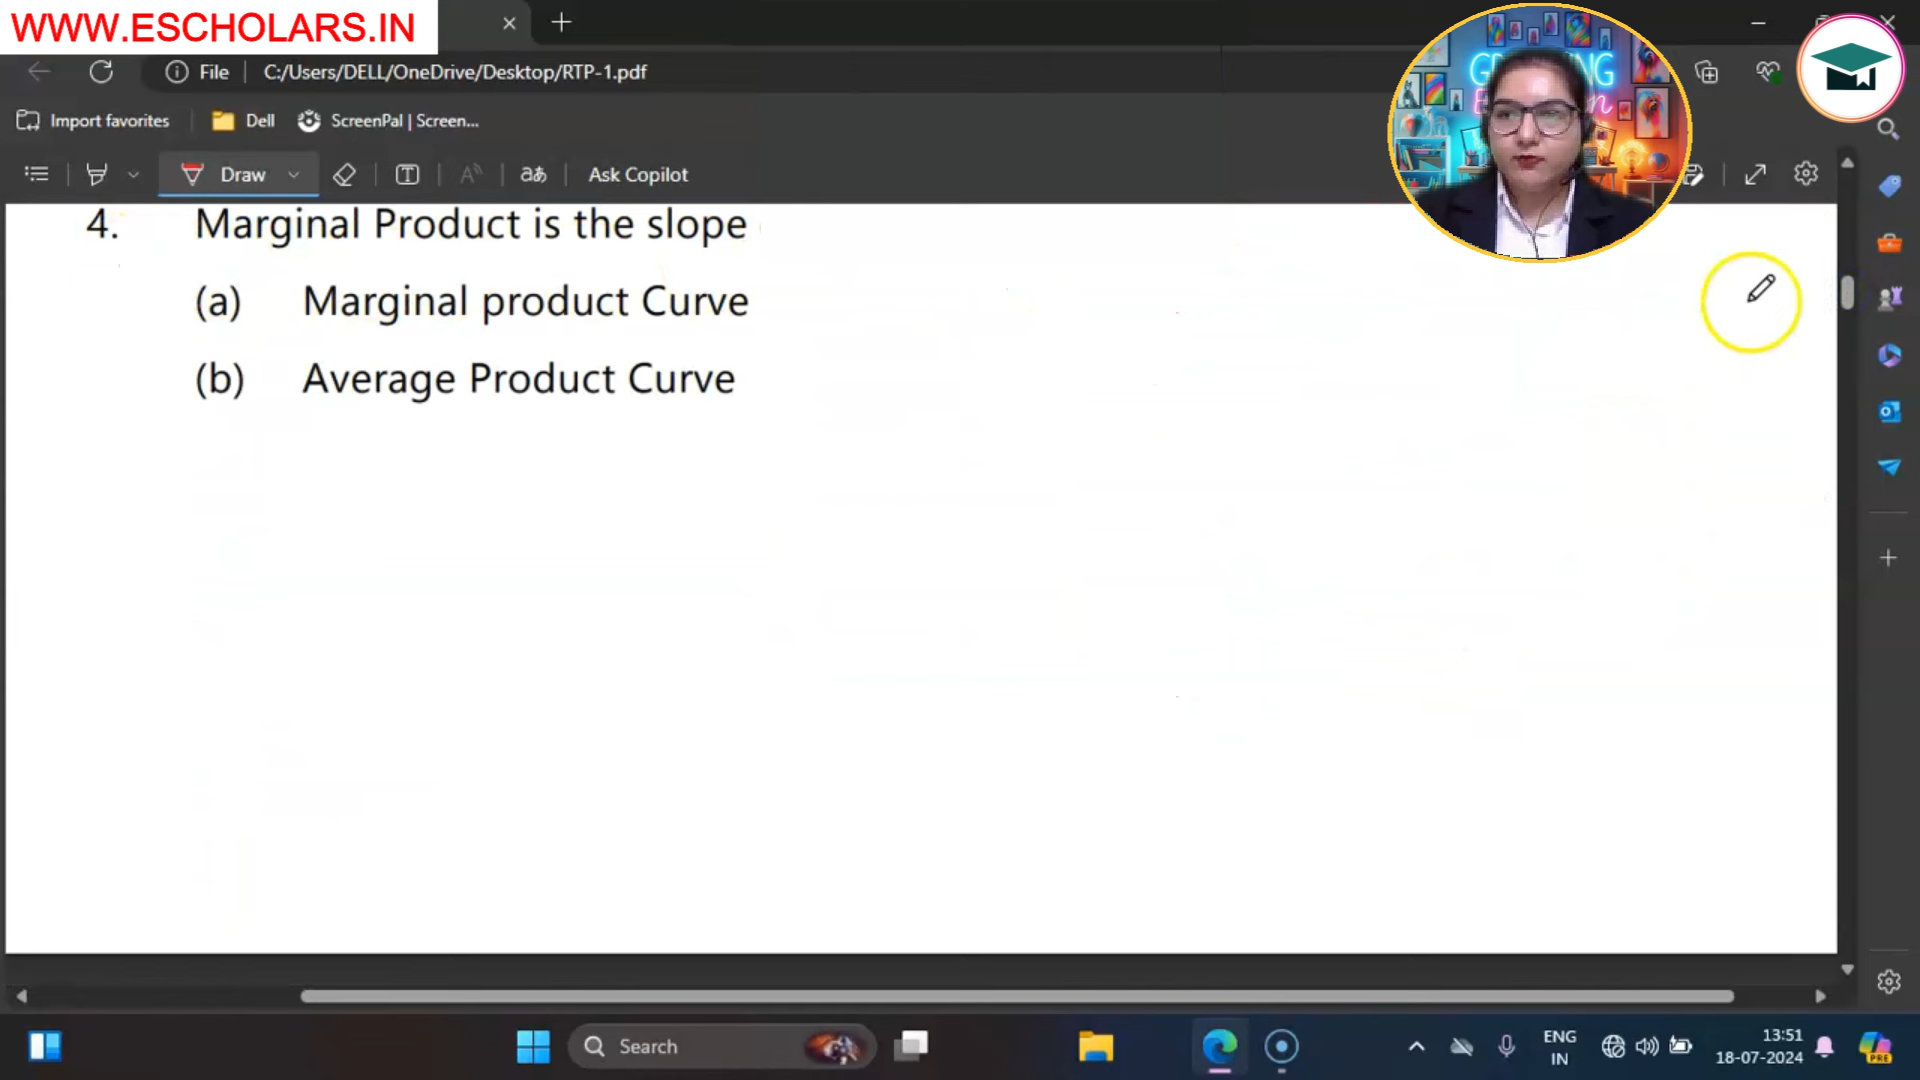 WWW.ESCHOLARS.IN
File
C:/Users/DELL/OneDrive/Desktop/RTP-1.pdf
Import favorites
Dell
ScreenPal | Screen...
Draw
Ask Copilot
4. Marginal Product is the slope
(a) Marginal product Curve
(b) Average Product Curve
Search
ENG
IN
13:51
18-07-2024
PRE